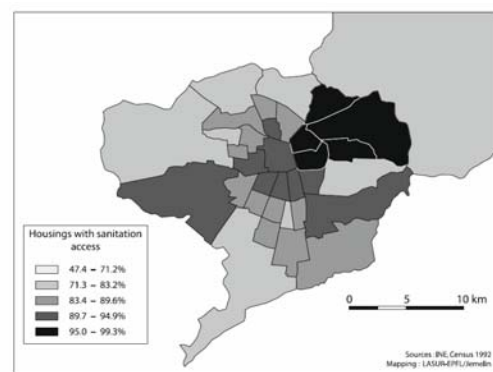 Housings with sanitation
access
47.4 – 71.2%
71.3 – 83.2%
83.4 – 89.6%
89.7 – 94.9%
95.0 – 99.3%
0 5 10 km
Sources : INE, Census 1992
Mapping : LASUR-EPFL/Jemelin